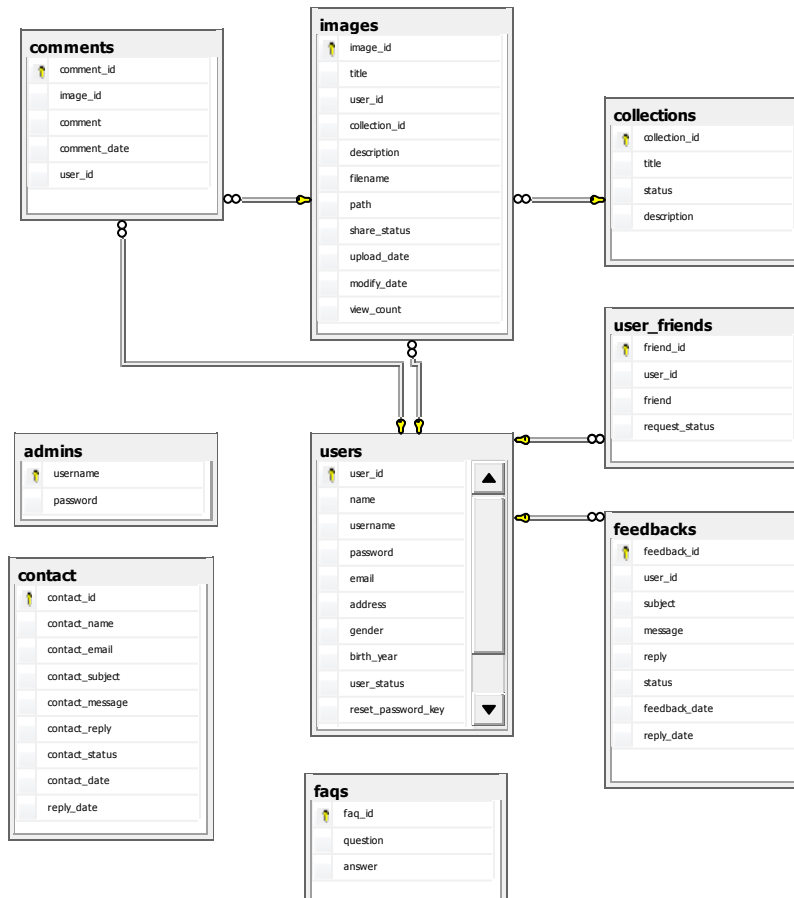 comments
comment_id
image_id
comment
comment_date
user_id
images
image_id
title
user_id
collection_id
description
filename
path
share_status
upload_date
modify_date
view_count
collections
collection_id
title
status
description
user_friends
friend_id
user_id
friend
request_status
admins
username
password
users
user_id
name
username
password
email
address
gender
birth_year
user_status
reset_password_key
feedbacks
feedback_id
user_id
subject
message
reply
status
feedback_date
reply_date
contact
contact_id
contact_name
contact_email
contact_subject
contact_message
contact_reply
contact_status
contact_date
reply_date
faqs
faq_id
question
answer